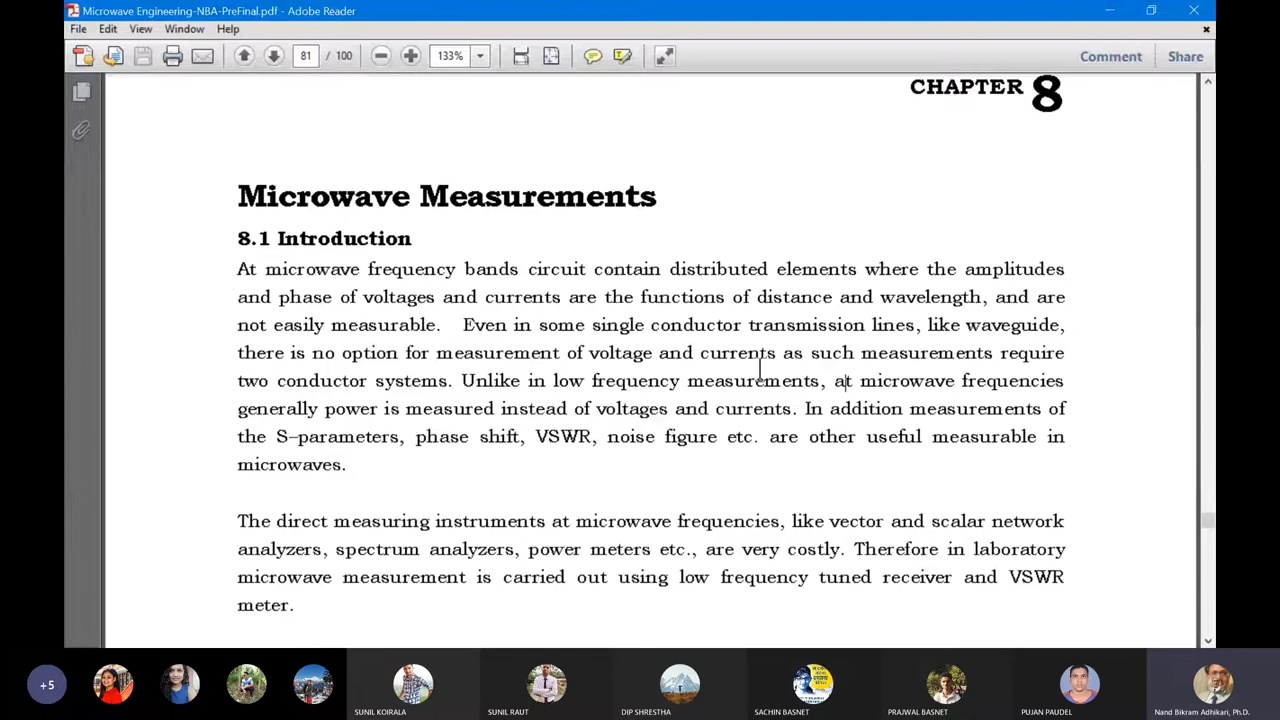 Microwave Engineering-NBA-PreFinal.pdf - Adobe Reader
File Edit View Window Help
81 / 100 133% Comment Share
CHAPTER 8
Microwave Measurements
8.1 Introduction
At microwave frequency bands circuit contain distributed elements where the amplitudes
and phase of voltages and currents are the functions of distance and wavelength, and are
not easily measurable. Even in some single conductor transmission lines, like waveguide,
there is no option for measurement of voltage and currents as such measurements require
two conductor systems. Unlike in low frequency measurements, at microwave frequencies
generally power is measured instead of voltages and currents. In addition measurements of
the S–parameters, phase shift, VSWR, noise figure etc. are other useful measurable in
microwaves.
The direct measuring instruments at microwave frequencies, like vector and scalar network
analyzers, spectrum analyzers, power meters etc., are very costly. Therefore in laboratory
microwave measurement is carried out using low frequency tuned receiver and VSWR
meter.
+5
SUNIL KOIRALA SUNIL RAUT DIP SHRESTHA SACHIN BASNET PRAJWAL BASNET PUJAN PAUDEL Nand Bikram Adhikari, Ph.D.